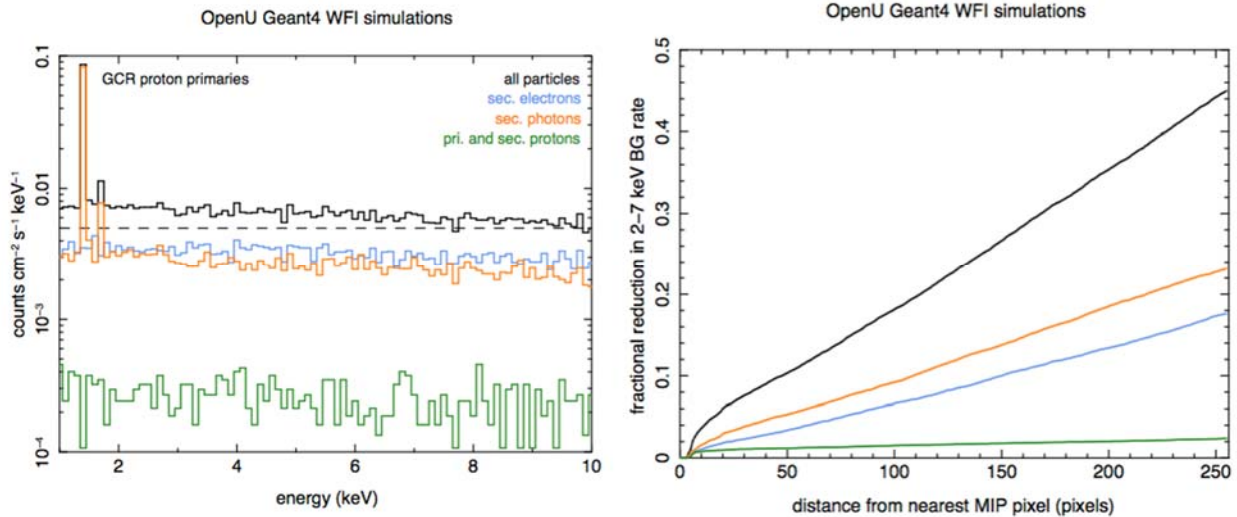 OpenU Geant4 WFI simulations
GCR proton primaries
all particles
sec. electrons
sec. photons
pri. and sec. protons
counts cm⁻² s⁻¹ keV⁻¹
0.1
0.01
10⁻³
10⁻⁴
2 4 6 8 10
energy (keV)
OpenU Geant4 WFI simulations
fractional reduction in 2–7 keV BG rate
0.5
0.4
0.3
0.2
0.1
0
0 50 100 150 200 250
distance from nearest MIP pixel (pixels)